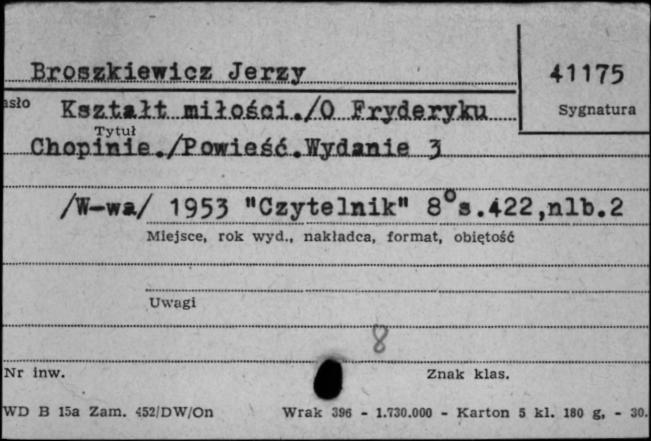 Broszkiewicz Jerzy
41175
asło Kształt miłości./O Fryderyku
Sygnatura
Tytuł
Chopinie./Powieść.Wydanie 3
/W-wa/ 1953 "Czytelnik" 8°s.422,nlb.2
Miejsce, rok wyd., nakładca, format, obiętość
Uwagi
8
Nr inw.
Znak klas.
WD B 15a Zam. 452/DW/On
Wrak 396 - 1.730.000 - Karton 5 kl. 180 g, - 30.